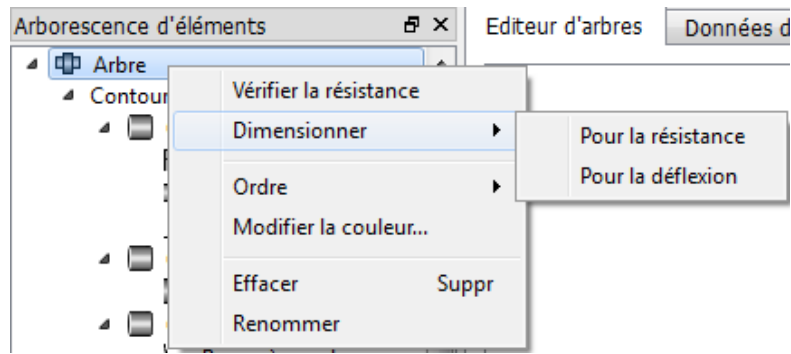 Arborescence d'éléments
Editeur d'arbres
Données d
Arbre
Contour
Vérifier la résistance
Dimensionner
Pour la résistance
Pour la déflexion
Ordre
Modifier la couleur...
Effacer Suppr
Renommer